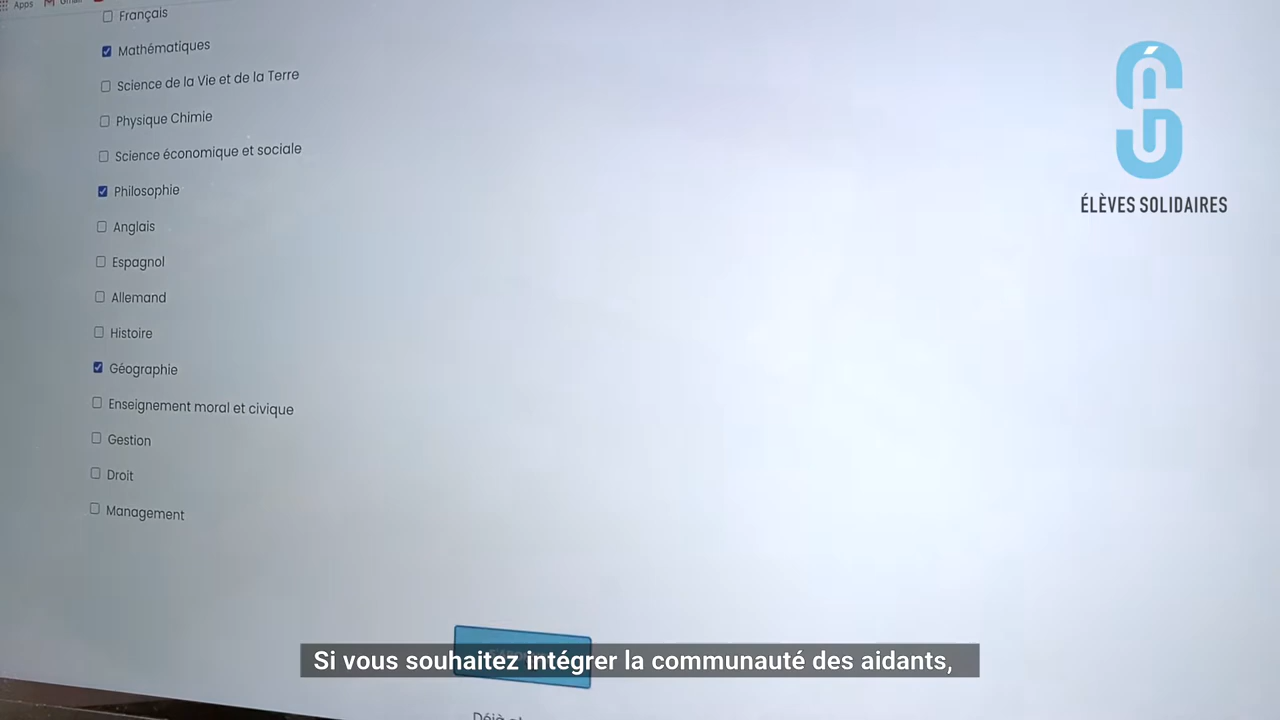 Apps
Français
Mathématiques
Science de la Vie et de la Terre
Physique Chimie
Science économique et sociale
Philosophie
Anglais
Espagnol
Allemand
Histoire
Géographie
Enseignement moral et civique
Gestion
Droit
Management
ÉLÈVES SOLIDAIRES
Si vous souhaitez intégrer la communauté des aidants,